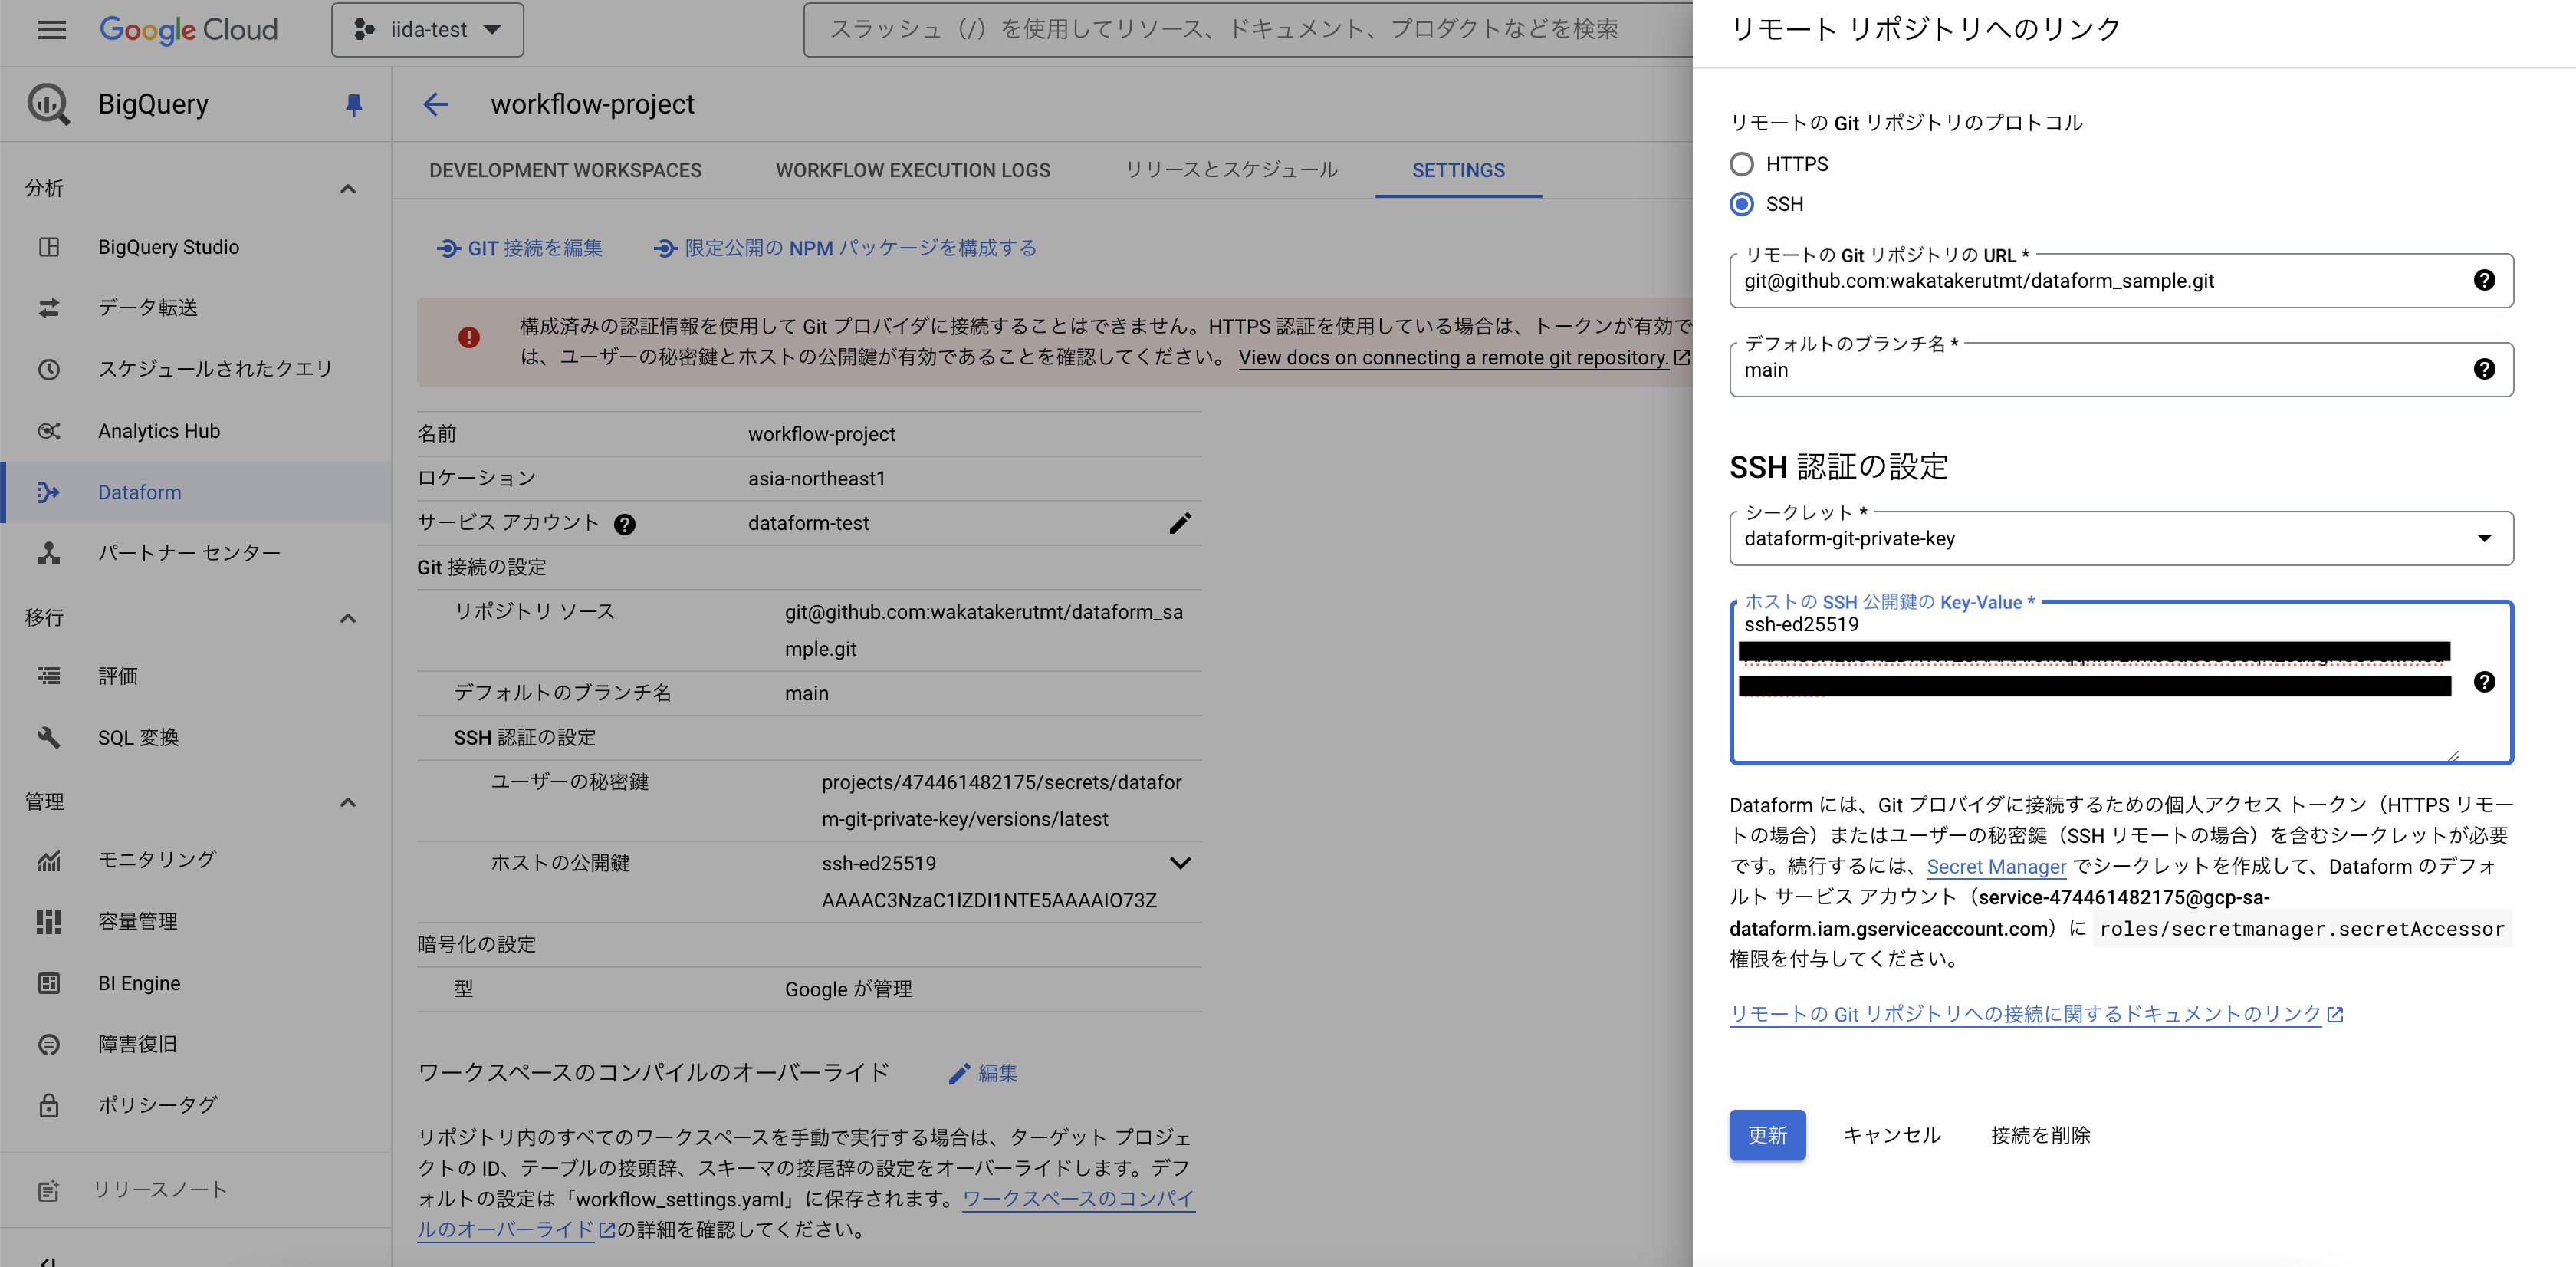 Google Cloud
iida-test
スラッシュ（/）を使用してリソース、ドキュメント、プロダクトなどを検索
BigQuery
分析
BigQuery Studio
データ転送
スケジュールされたクエリ
Analytics Hub
Dataform
パートナー センター
移行
評価
SQL 変換
管理
モニタリング
容量管理
BI Engine
障害復旧
ポリシータグ
リリースノート
workflow-project
DEVELOPMENT WORKSPACES
WORKFLOW EXECUTION LOGS
リリースとスケジュール
SETTINGS
GIT 接続を編集
限定公開の NPM パッケージを構成する
構成済みの認証情報を使用して Git プロバイダに接続することはできません。HTTPS 認証を使用している場合は、トークンが有効で
は、ユーザーの秘密鍵とホストの公開鍵が有効であることを確認してください。 View docs on connecting a remote git repository.
名前
workflow-project
ロケーション
asia-northeast1
サービス アカウント
dataform-test
Git 接続の設定
リポジトリ ソース
git@github.com:wakatakerutmt/dataform_sa
mple.git
デフォルトのブランチ名
main
SSH 認証の設定
ユーザーの秘密鍵
projects/474461482175/secrets/datafor
m-git-private-key/versions/latest
ホストの公開鍵
ssh-ed25519
AAAAC3NzaC1lZDI1NTE5AAAAIO73Z
暗号化の設定
型
Google が管理
ワークスペースのコンパイルのオーバーライド
編集
リポジトリ内のすべてのワークスペースを手動で実行する場合は、ターゲット プロジェ
クトの ID、テーブルの接頭辞、スキーマの接尾辞の設定をオーバーライドします。デフ
ォルトの設定は「workflow_settings.yaml」に保存されます。ワークスペースのコンパイ
ルのオーバーライドの詳細を確認してください。
リモート リポジトリへのリンク
リモートの Git リポジトリのプロトコル
HTTPS
SSH
リモートの Git リポジトリの URL *
git@github.com:wakatakerutmt/dataform_sample.git
デフォルトのブランチ名 *
main
SSH 認証の設定
シークレット *
dataform-git-private-key
ホストの SSH 公開鍵の Key-Value *
ssh-ed25519
Dataform には、Git プロバイダに接続するための個人アクセス トークン（HTTPS リモー
トの場合）またはユーザーの秘密鍵（SSH リモートの場合）を含むシークレットが必要
です。続行するには、Secret Manager でシークレットを作成して、Dataform のデフォ
ルト サービス アカウント（service-474461482175@gcp-sa-
dataform.iam.gserviceaccount.com）に roles/secretmanager.secretAccessor
権限を付与してください。
リモートの Git リポジトリへの接続に関するドキュメントのリンク
更新
キャンセル
接続を削除